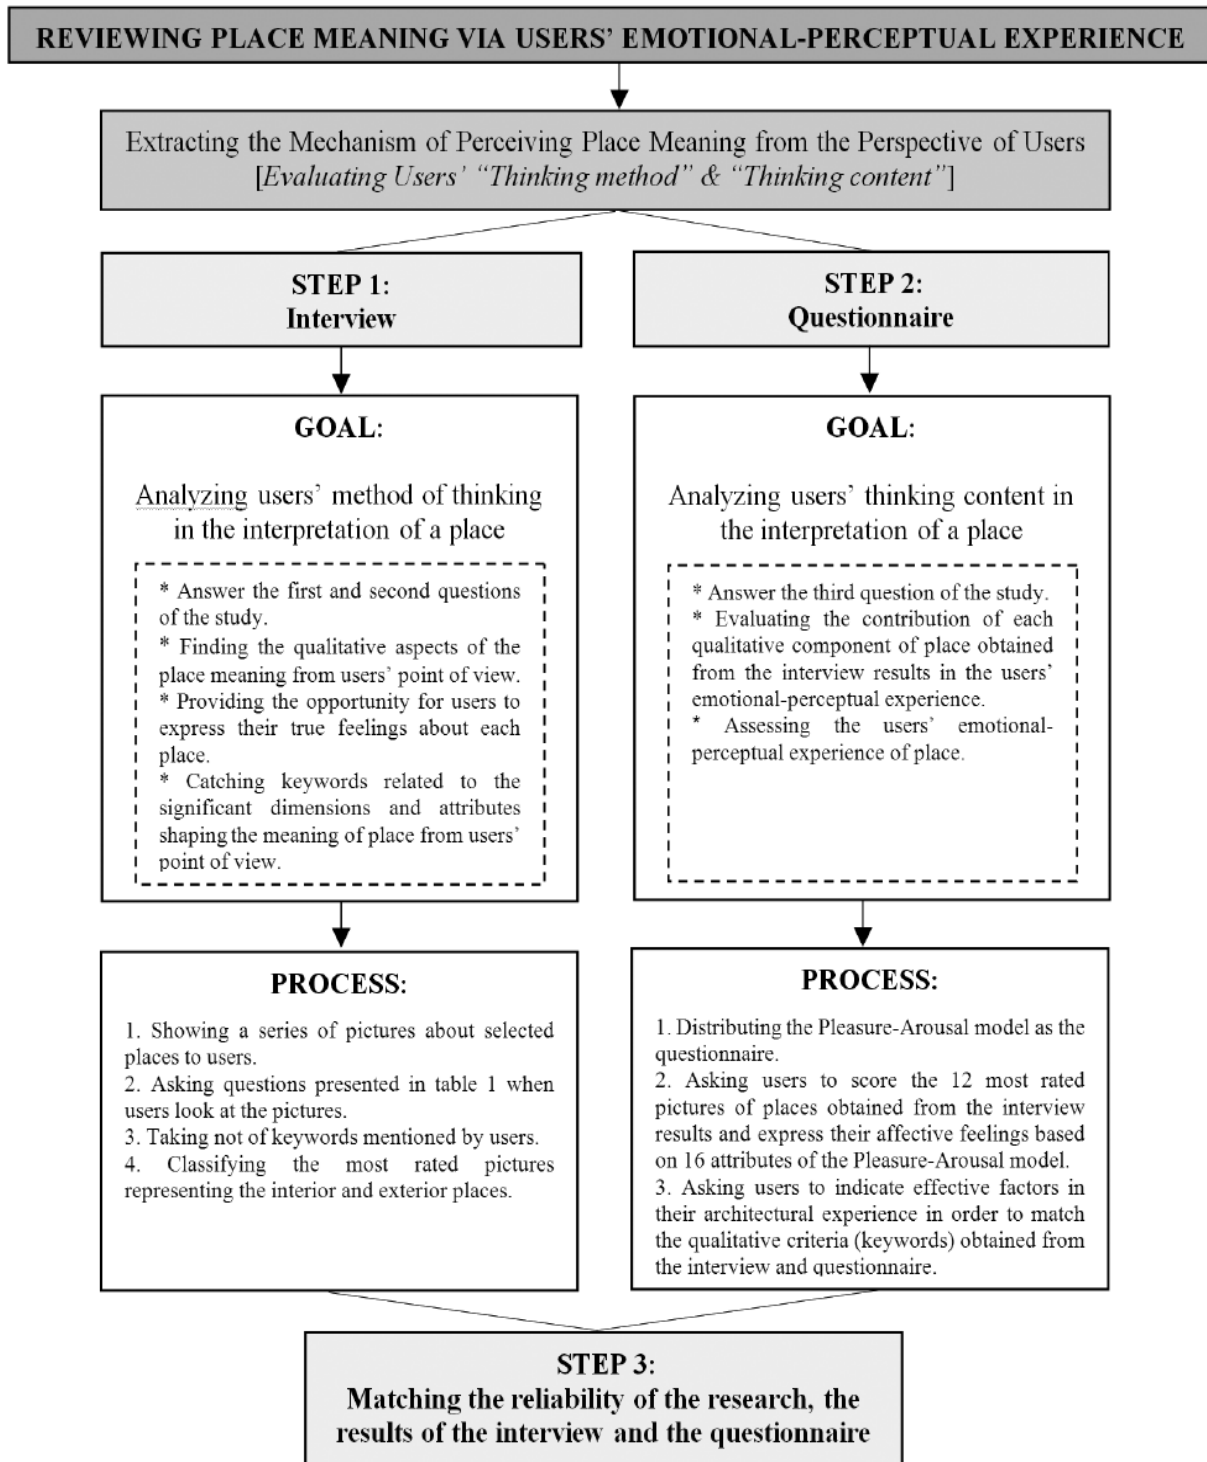 REVIEWING PLACE MEANING VIA USERS’ EMOTIONAL-PERCEPTUAL EXPERIENCE
Extracting the Mechanism of Perceiving Place Meaning from the Perspective of Users
[Evaluating Users’ “Thinking method” & “Thinking content”]
STEP 1:
Interview
GOAL:
Analyzing users’ method of thinking
in the interpretation of a place
* Answer the first and second questions
of the study.
* Finding the qualitative aspects of the
place meaning from users’ point of view.
* Providing the opportunity for users to
express their true feelings about each
place.
* Catching keywords related to the
significant dimensions and attributes
shaping the meaning of place from users’
point of view.
PROCESS:
1. Showing a series of pictures about selected
places to users.
2. Asking questions presented in table 1 when
users look at the pictures.
3. Taking not of keywords mentioned by users.
4. Classifying the most rated pictures
representing the interior and exterior places.
STEP 2:
Questionnaire
GOAL:
Analyzing users’ thinking content in
the interpretation of a place
* Answer the third question of the study.
* Evaluating the contribution of each
qualitative component of place obtained
from the interview results in the users’
emotional-perceptual experience.
* Assessing the users’ emotional-
perceptual experience of place.
PROCESS:
1. Distributing the Pleasure-Arousal model as the
questionnaire.
2. Asking users to score the 12 most rated
pictures of places obtained from the interview
results and express their affective feelings based
on 16 attributes of the Pleasure-Arousal model.
3. Asking users to indicate effective factors in
their architectural experience in order to match
the qualitative criteria (keywords) obtained from
the interview and questionnaire.
STEP 3:
Matching the reliability of the research, the
results of the interview and the questionnaire